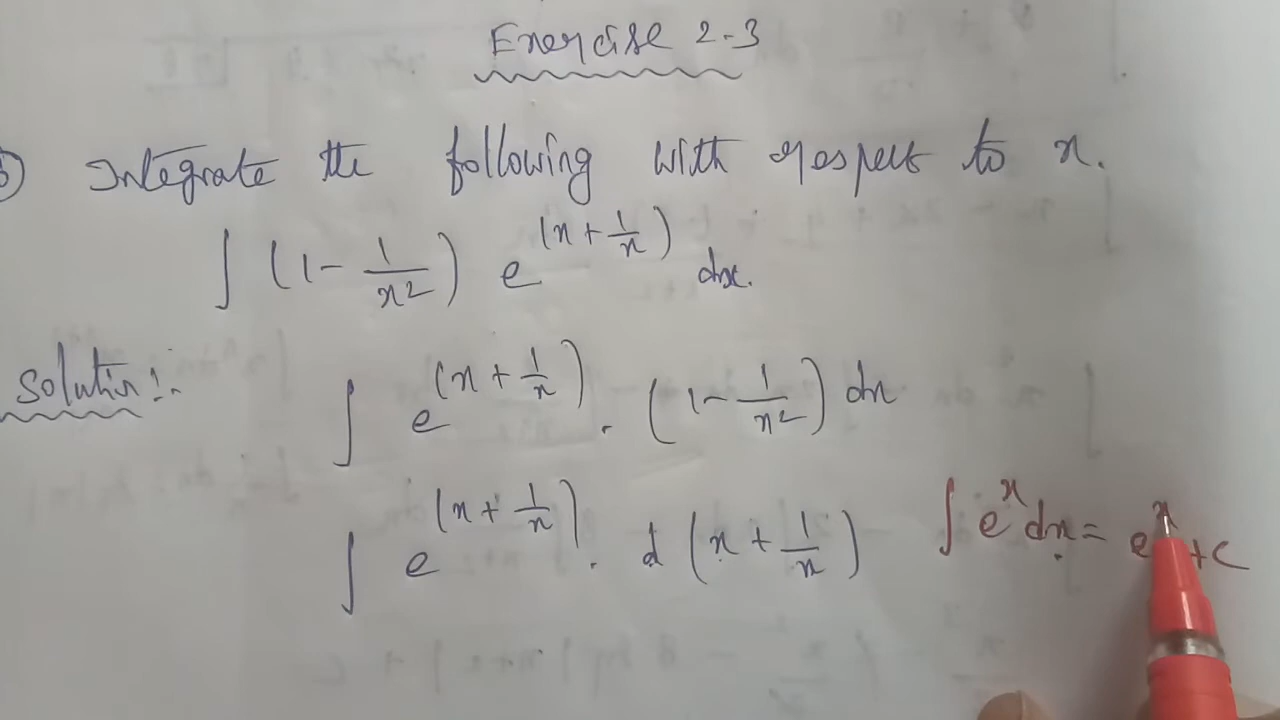 Exercise 2-3
Integrate the following with respect to x.
∫ (1 - 1/x²) e^(x + 1/x) dx.
Solution:-
∫ e^(x + 1/x) . (1 - 1/x²) dx
∫ e^(x + 1/x) . d (x + 1/x) ∫ e^x dx = e^x + c